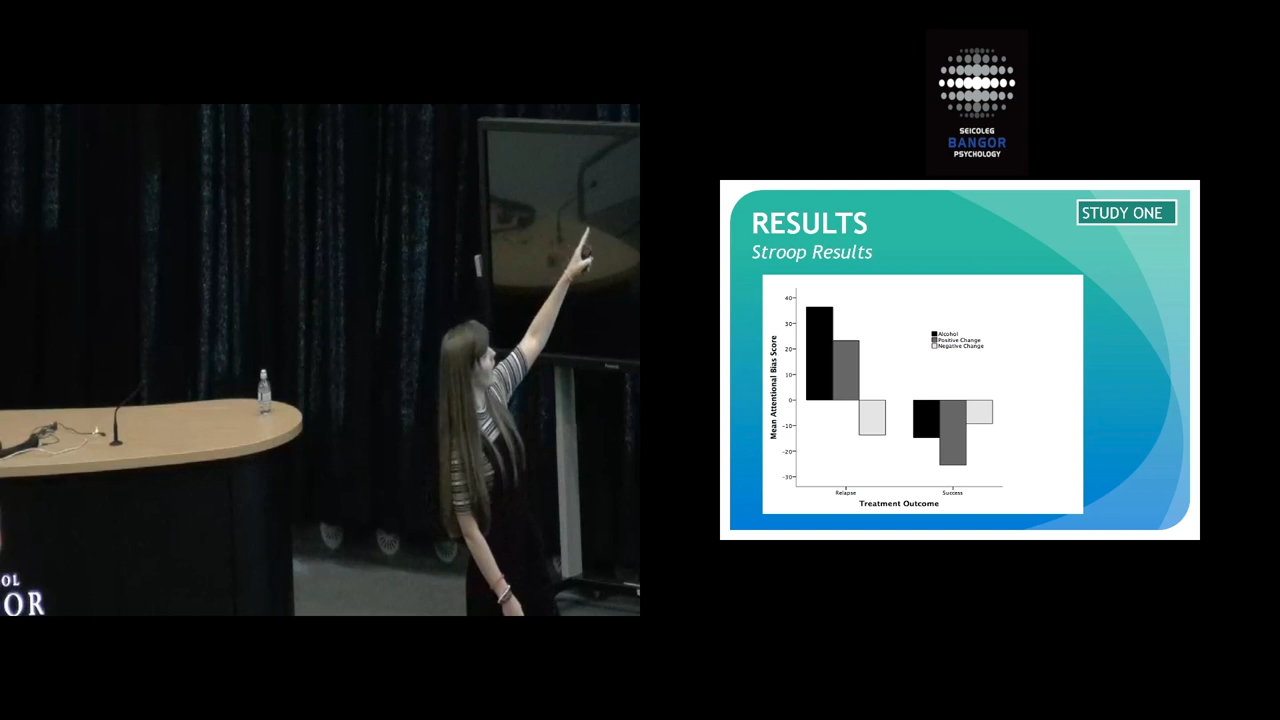 SEICOLEG
BANGOR
PSYCHOLOGY
STUDY ONE
RESULTS
Stroop Results
Mean Attentional Bias Score
40
30
20
10
0
-10
-20
-30
Alcohol
Positive Change
Negative Change
Relapse
Success
Treatment Outcome
OL
OR